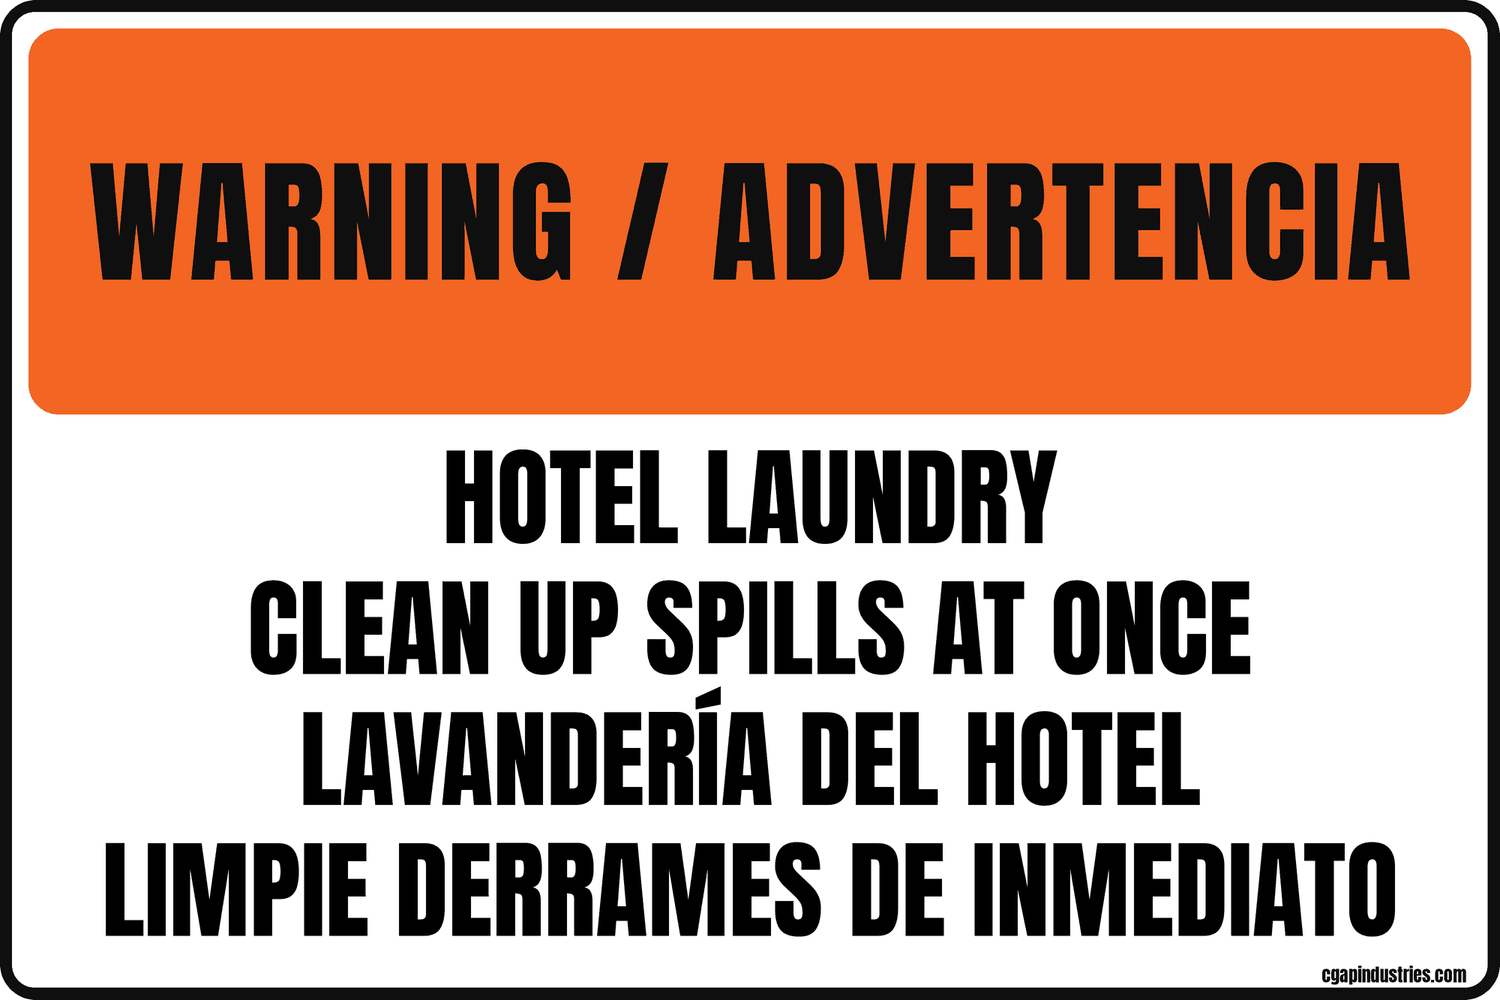 WARNING / ADVERTENCIA
HOTEL LAUNDRY
CLEAN UP SPILLS AT ONCE
LAVANDERÍA DEL HOTEL
LIMPIE DERRAMES DE INMEDIATO
cgapindustries.com